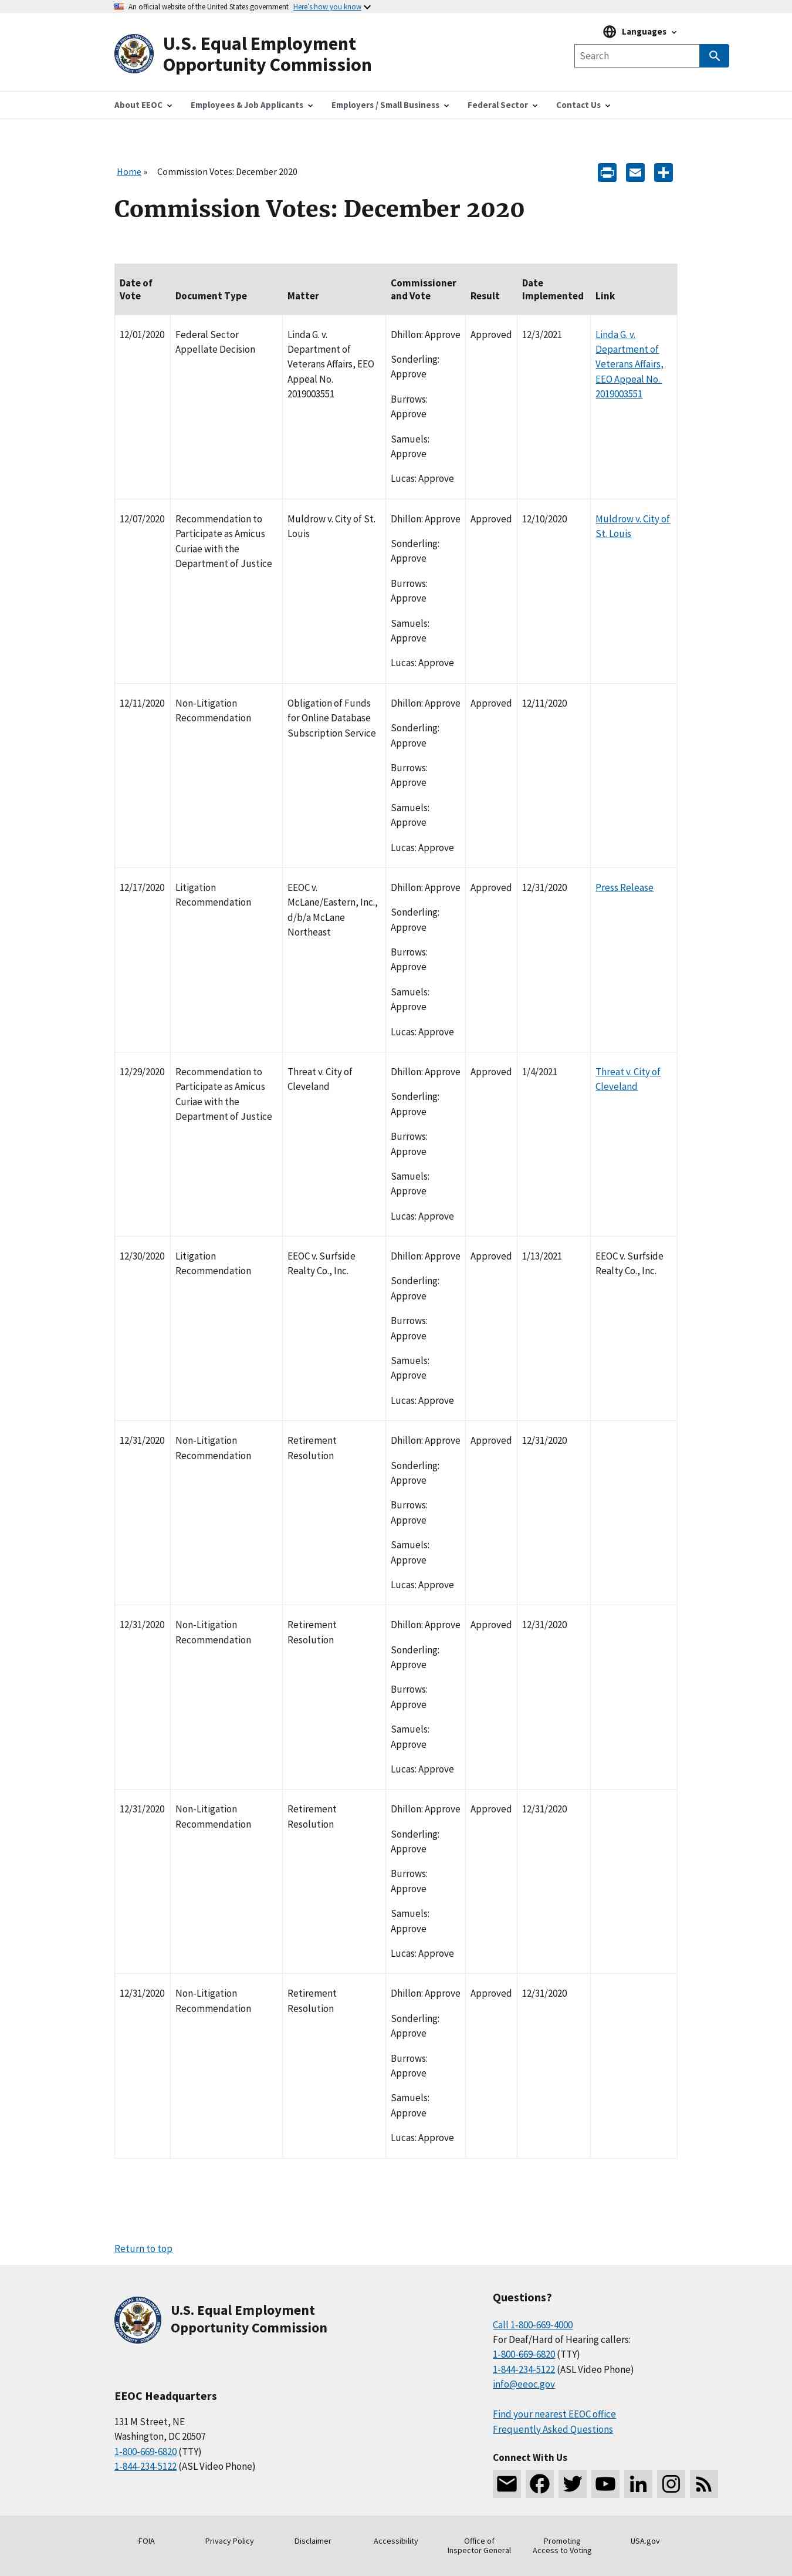 An official website of the United States government Here's how you know
U.S. Equal Employment
Opportunity Commission
Languages
Search
About EEOC Employees & Job Applicants Employers / Small Business Federal Sector Contact Us
Home » Commission Votes: December 2020
Commission Votes: December 2020
Date of Vote Document Type Matter Commissioner and Vote Result Date Implemented Link
12/01/2020
Federal Sector
Appellate Decision
Linda G. v.
Department of
Veterans Affairs, EEO
Appeal No.
2019003551
Dhillon: Approve
Sonderling:
Approve
Burrows:
Approve
Samuels:
Approve
Lucas: Approve
Approved
12/3/2021
Linda G. v.
Department of
Veterans Affairs,
EEO Appeal No.
2019003551
12/07/2020
Recommendation to
Participate as Amicus
Curiae with the
Department of Justice
Muldrow v. City of St.
Louis
Dhillon: Approve
Sonderling:
Approve
Burrows:
Approve
Samuels:
Approve
Lucas: Approve
Approved
12/10/2020
Muldrow v. City of
St. Louis
12/11/2020
Non-Litigation
Recommendation
Obligation of Funds
for Online Database
Subscription Service
Dhillon: Approve
Sonderling:
Approve
Burrows:
Approve
Samuels:
Approve
Lucas: Approve
Approved
12/11/2020
12/17/2020
Litigation
Recommendation
EEOC v.
McLane/Eastern, Inc.,
d/b/a McLane
Northeast
Dhillon: Approve
Sonderling:
Approve
Burrows:
Approve
Samuels:
Approve
Lucas: Approve
Approved
12/31/2020
Press Release
12/29/2020
Recommendation to
Participate as Amicus
Curiae with the
Department of Justice
Threat v. City of
Cleveland
Dhillon: Approve
Sonderling:
Approve
Burrows:
Approve
Samuels:
Approve
Lucas: Approve
Approved
1/4/2021
Threat v. City of
Cleveland
12/30/2020
Litigation
Recommendation
EEOC v. Surfside
Realty Co., Inc.
Dhillon: Approve
Sonderling:
Approve
Burrows:
Approve
Samuels:
Approve
Lucas: Approve
Approved
1/13/2021
EEOC v. Surfside
Realty Co., Inc.
12/31/2020
Non-Litigation
Recommendation
Retirement
Resolution
Dhillon: Approve
Sonderling:
Approve
Burrows:
Approve
Samuels:
Approve
Lucas: Approve
Approved
12/31/2020
12/31/2020
Non-Litigation
Recommendation
Retirement
Resolution
Dhillon: Approve
Sonderling:
Approve
Burrows:
Approve
Samuels:
Approve
Lucas: Approve
Approved
12/31/2020
12/31/2020
Non-Litigation
Recommendation
Retirement
Resolution
Dhillon: Approve
Sonderling:
Approve
Burrows:
Approve
Samuels:
Approve
Lucas: Approve
Approved
12/31/2020
12/31/2020
Non-Litigation
Recommendation
Retirement
Resolution
Dhillon: Approve
Sonderling:
Approve
Burrows:
Approve
Samuels:
Approve
Lucas: Approve
Approved
12/31/2020
Return to top
U.S. Equal Employment
Opportunity Commission
EEOC Headquarters
131 M Street, NE
Washington, DC 20507
1-800-669-6820 (TTY)
1-844-234-5122 (ASL Video Phone)
Questions?
Call 1-800-669-4000
For Deaf/Hard of Hearing callers:
1-800-669-6820 (TTY)
1-844-234-5122 (ASL Video Phone)
info@eeoc.gov
Find your nearest EEOC office
Frequently Asked Questions
Connect With Us
FOIA
Privacy Policy
Disclaimer
Accessibility
Office of
Inspector General
Promoting
Access to Voting
USA.gov